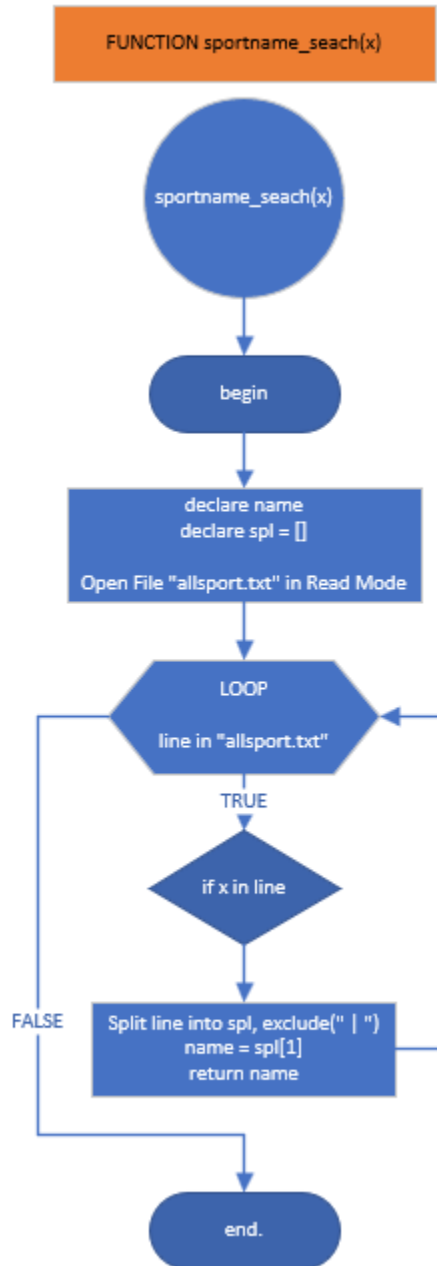 FUNCTION sportname_seach(x)
sportname_seach(x)
begin
declare name
declare spl = []
Open File "allsport.txt" in Read Mode
LOOP
line in "allsport.txt"
TRUE
if x in line
FALSE
Split line into spl, exclude(" | ")
name = spl[1]
return name
end.